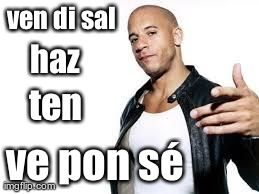 ven di sal
haz
ten
ve pon sé
imgflip.com